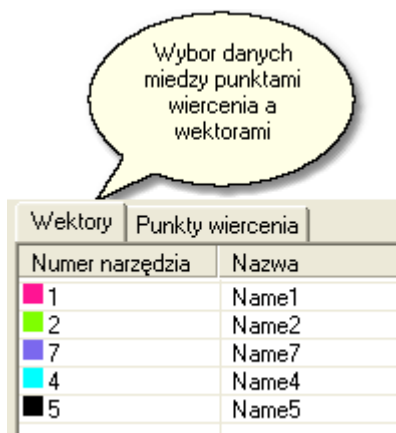 Wybor danych
miedzy punktami
wiercenia a
wektorami
Wektory Punkty wiercenia
Numer narzędzia Nazwa
1 Name1
2 Name2
7 Name7
4 Name4
5 Name5